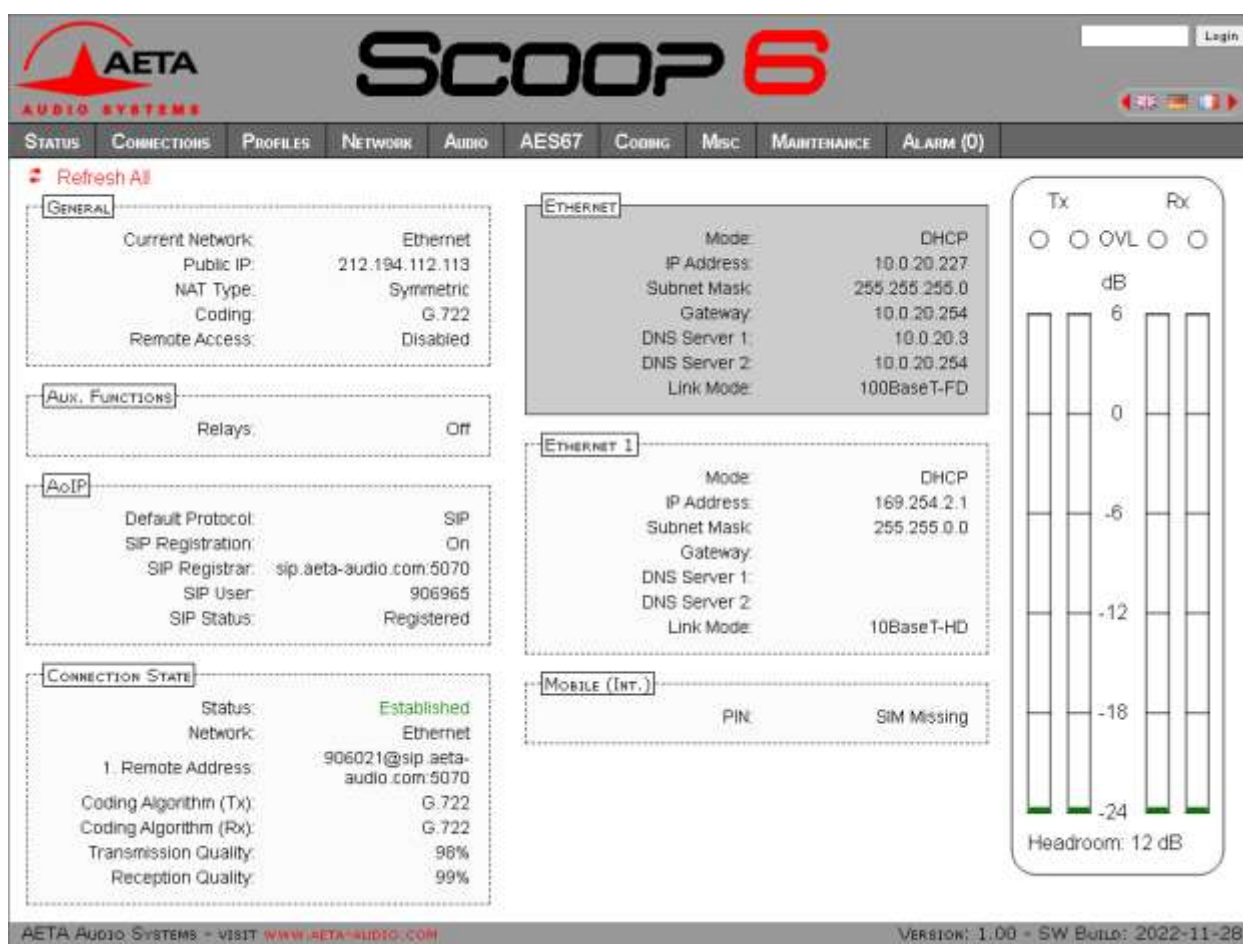 AETA
AUDIO SYSTEMS
SCOOP 6
Login
STATUS CONNECTIONS PROFILES NETWORK AUDIO AES67 CODING MISC MAINTENANCE ALARM (0)
Refresh All
GENERAL
Current Network: Ethernet
Public IP: 212.194.112.113
NAT Type: Symmetric
Coding: G.722
Remote Access: Disabled
AUX. FUNCTIONS
Relays: Off
AoIP
Default Protocol: SIP
SIP Registration: On
SIP Registrar: sip.aeta-audio.com:5070
SIP User: 906965
SIP Status: Registered
CONNECTION STATE
Status: Established
Network: Ethernet
1. Remote Address: 906021@sip.aeta-
audio.com:5070
Coding Algorithm (Tx): G.722
Coding Algorithm (Rx): G.722
Transmission Quality: 98%
Reception Quality: 99%
ETHERNET
Mode: DHCP
IP Address: 10.0.20.227
Subnet Mask: 255.255.255.0
Gateway: 10.0.20.254
DNS Server 1: 10.0.20.3
DNS Server 2: 10.0.20.254
Link Mode: 100BaseT-FD
ETHERNET 1
Mode: DHCP
IP Address: 169.254.2.1
Subnet Mask: 255.255.0.0
Gateway:
DNS Server 1:
DNS Server 2:
Link Mode: 10BaseT-HD
MOBILE (INT.)
PIN: SIM Missing
Tx Rx
OVL
dB
6
0
-6
-12
-18
-24
Headroom: 12 dB
AETA AUDIO SYSTEMS - VISIT WWW.AETA-AUDIO.COM
VERSION: 1.00 - SW BUILD: 2022-11-28